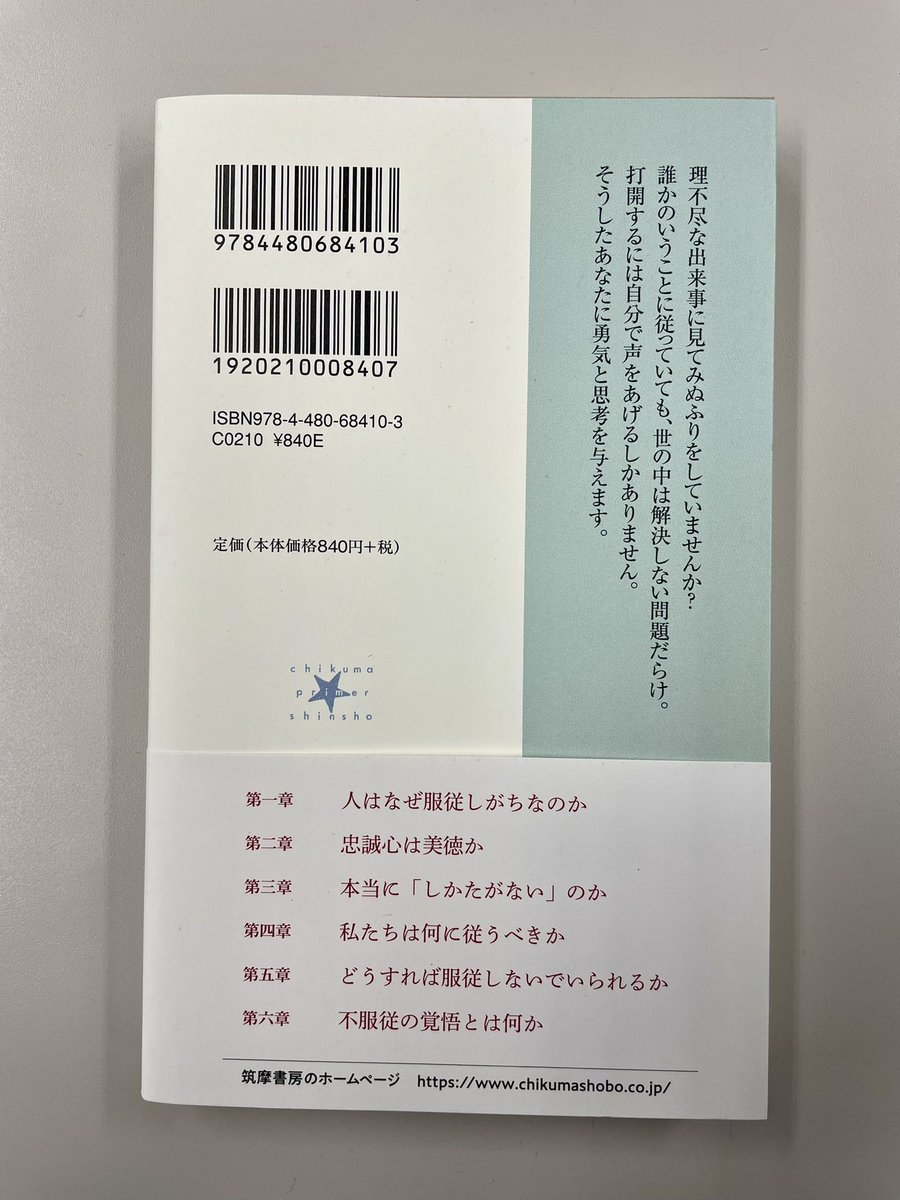 理不尽な出来事に見てみぬふりをしていませんか？
誰かのいうことに従っていても、世の中は解決しない問題だらけ。
打開するには自分で声をあげるしかありません。
そうしたあなたに勇気と思考を与えます。
9784480684103
1920210008407
ISBN978-4-480-68410-3
C0210 ¥840E
定価（本体価格840円＋税）
chikuma
primer
shinsho
第一章 人はなぜ服従しがちなのか
第二章 忠誠心は美徳か
第三章 本当に「しかたがない」のか
第四章 私たちは何に従うべきか
第五章 どうすれば服従しないでいられるか
第六章 不服従の覚悟とは何か
筑摩書房のホームページ https://www.chikumashobo.co.jp/